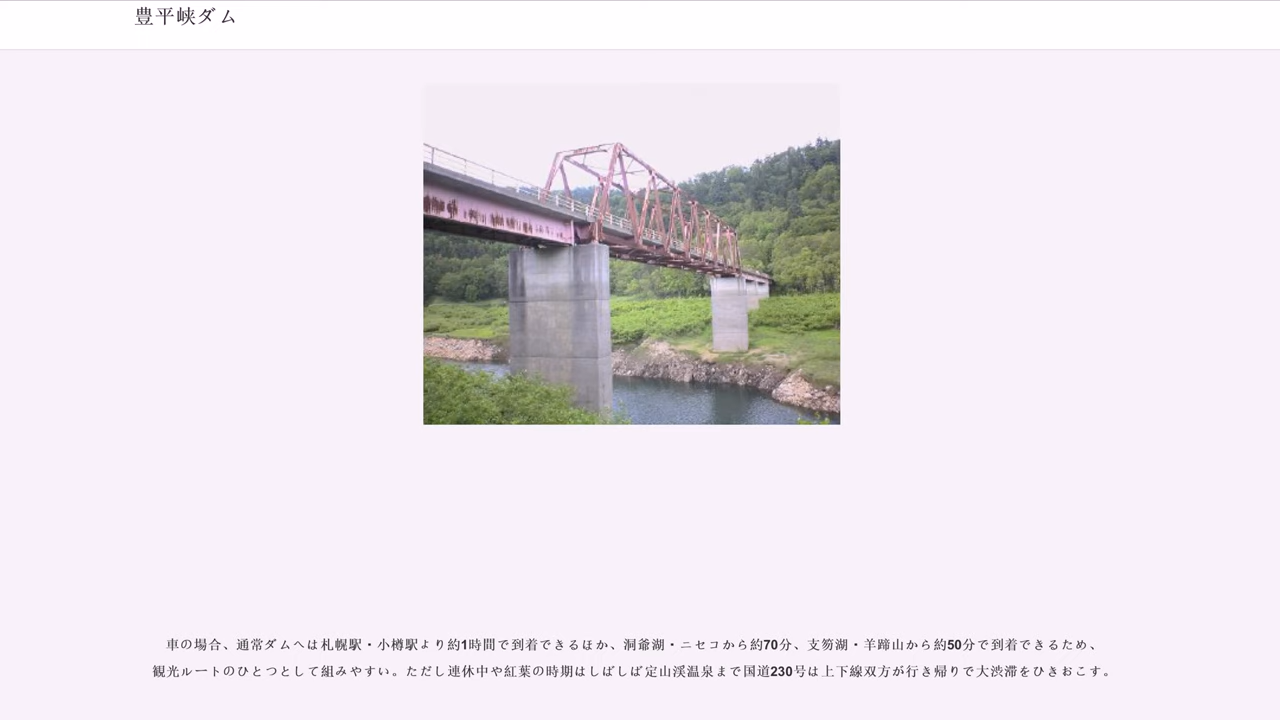 豊平峡ダム
車の場合、通常ダムへは札幌駅・小樽駅より約1時間で到着できるほか、洞爺湖・ニセコから約70分、支笏湖・羊蹄山から約50分で到着できるため、
観光ルートのひとつとして組みやすい。ただし連休中や紅葉の時期はしばしば定山渓温泉まで国道230号は上下線双方が行き帰りで大渋滞をひきおこす。